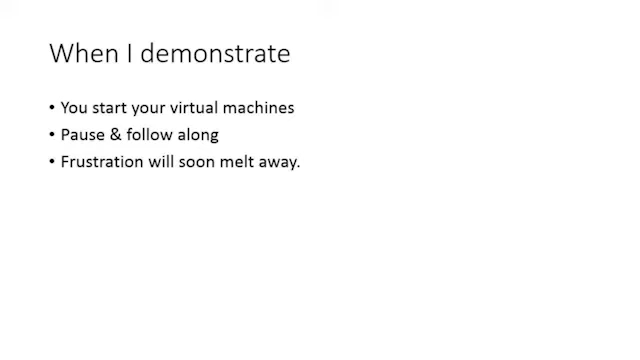 When I demonstrate
• You start your virtual machines
• Pause & follow along
• Frustration will soon melt away.